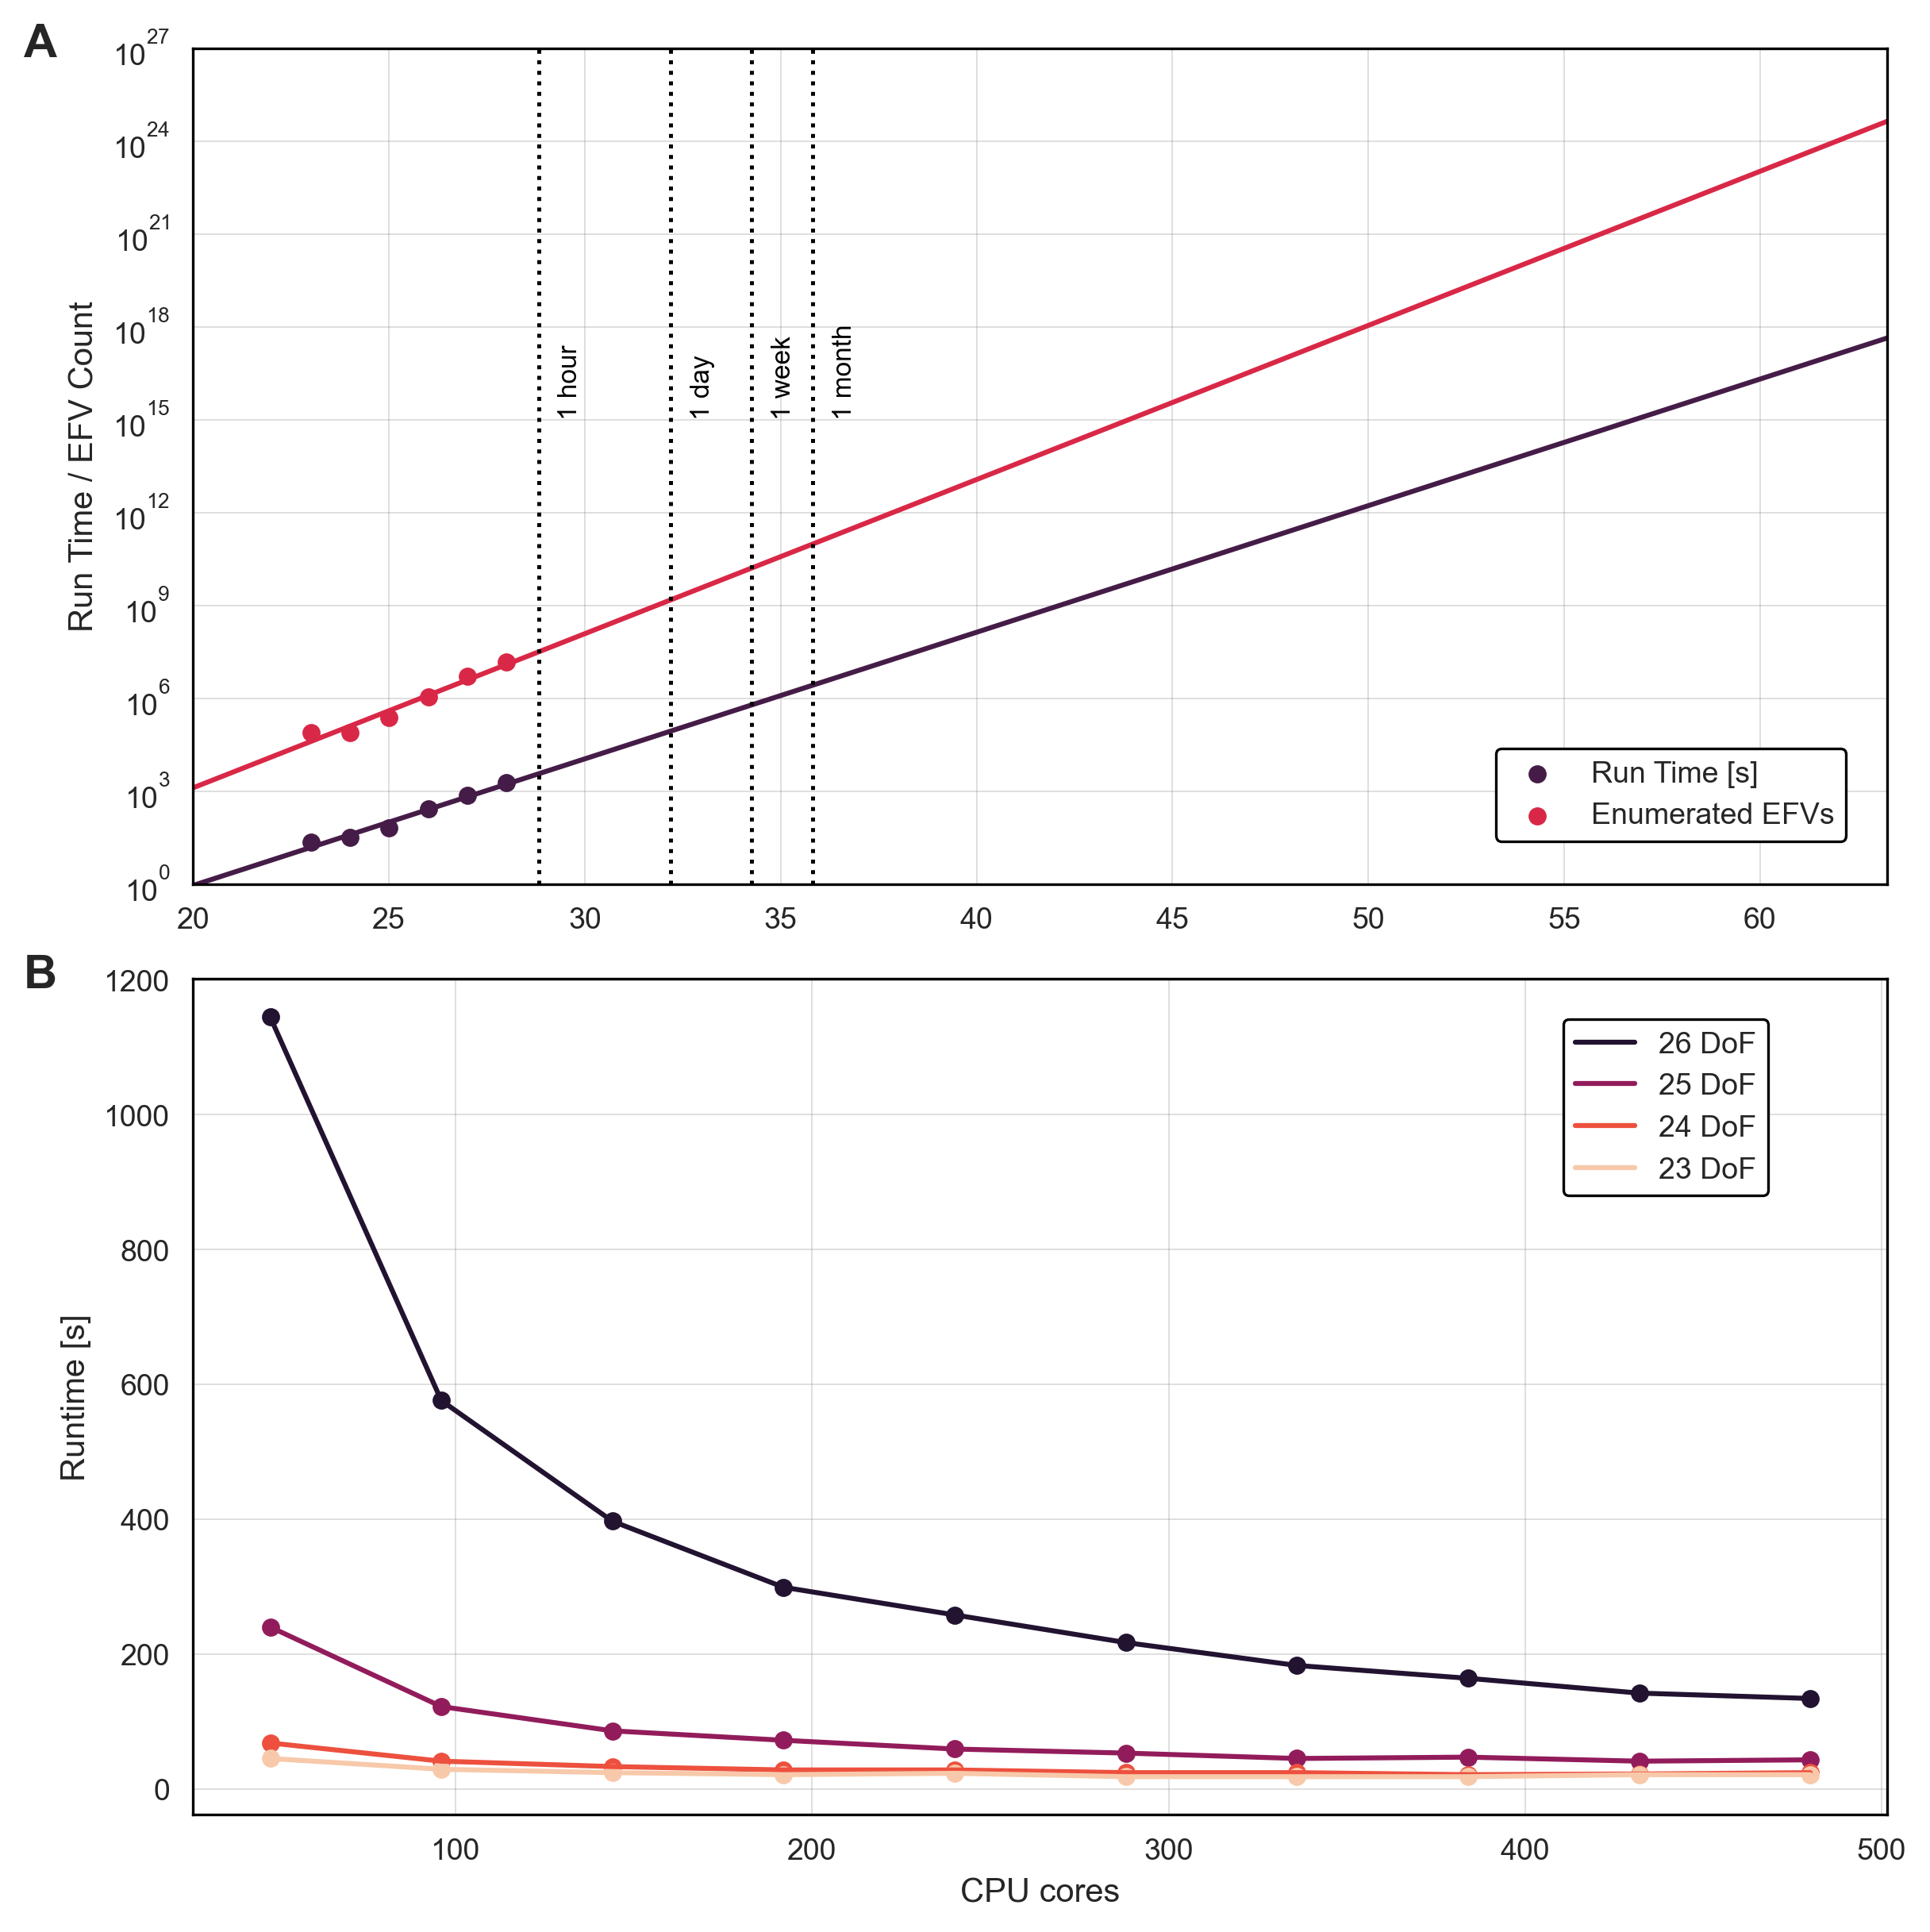 A
10^27
10^24
10^21
10^18
10^15
10^12
10^9
10^6
10^3
10^0
Run Time / EFV Count
1 hour
1 day
1 week
1 month
Run Time [s]
Enumerated EFVs
20 25 30 35 40 45 50 55 60
B
1200
1000
800
600
400
200
0
Runtime [s]
26 DoF
25 DoF
24 DoF
23 DoF
100 200 300 400 500
CPU cores